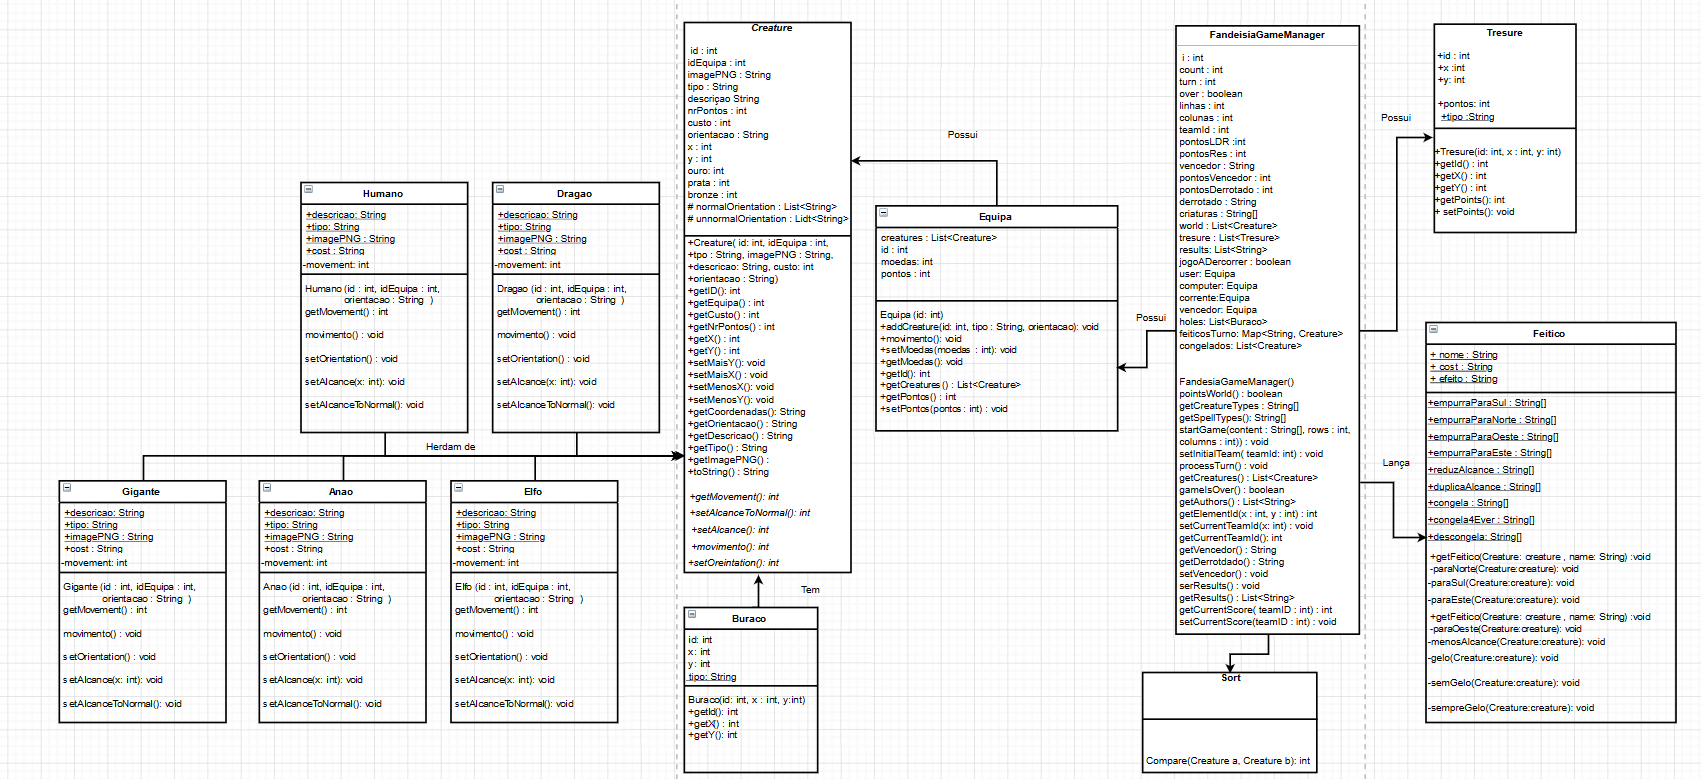 Creature
id : int
idEquipa : int
imagePNG : String
tipo : String
descriçao String
nrPontos : int
custo : int
orientacao : String
x : int
y : int
ouro: int
prata : int
bronze : int
# normalOrientation : List<String>
# unnormalOrientation : Lidt<String>
+Creature( id: int, idEquipa : int,
+tpo : String, imagePNG : String,
+descricao: String, custo: int
+orientacao : String)
+getID(): int
+getEquipa() : int
+getCusto() : int
+getNrPontos() : int
+getX() : int
+getY() : int
+setMaisY(): void
+setMaisX() : void
+setMenosX(): void
+setMenosY() : void
+getCoordenadas(): String
+getOrientacao() : String
+getDescricao() : String
+getTipo() : String
+getImagePNG() :
+toString() : String
+getMovement(): int
+setAlcanceToNormal(): int
+setAlcance(): int
+movimento(): int
+setOreintation(): int
Humano
+descricao: String
+tipo: String
+imagePNG : String
+cost : String
-movement: int
Humano (id : int, idEquipa : int,
orientacao : String )
getMovement() : int
movimento() : void
setOrientation() : void
setAlcance(x: int): void
setAlcanceToNormal(): void
Dragao
+descricao: String
+tipo: String
+imagePNG : String
+cost : String
-movement: int
Dragao (id : int, idEquipa : int,
orientacao : String )
getMovement() : int
movimento() : void
setOrientation() : void
setAlcance(x: int): void
setAlcanceToNormal(): void
Herdam de
Gigante
+descricao: String
+tipo: String
+imagePNG : String
+cost : String
-movement: int
Gigante (id : int, idEquipa : int,
orientacao : String )
getMovement() : int
movimento() : void
setOrientation() : void
setAlcance(x: int): void
setAlcanceToNormal(): void
Anao
+descricao: String
+tipo: String
+imagePNG : String
+cost : String
-movement: int
Anao (id : int, idEquipa : int,
orientacao : String )
getMovement() : int
movimento() : void
setOrientation() : void
setAlcance(x: int): void
setAlcanceToNormal(): void
Elfo
+descricao: String
+tipo: String
+imagePNG : String
+cost : String
-movement: int
Elfo (id : int, idEquipa : int,
orientacao : String )
getMovement() : int
movimento() : void
setOrientation() : void
setAlcance(x: int): void
setAlcanceToNormal(): void
Tem
Buraco
id: int
x : int
y : int
tipo: String
Buraco(id: int, x : int, y:int)
+getId(): int
+getX() : int
+getY(): int
Possui
Equipa
creatures : List<Creature>
id : int
moedas: int
pontos : int
Equipa (id: int)
+addCreature(id: int, tipo : String, orientacao): void
+movimento(): void
+setMoedas(moedas : int): void
+getMoedas(): void
+getId(): int
+getCreatures() : List<Creature>
+getPontos() : int
+setPontos(pontos : int) : void
Possui
FandeisiaGameManager
i : int
count : int
turn : int
over : boolean
linhas : int
colunas : int
teamId : int
pontosLDR :int
pontosRes : int
vencedor : String
pontosVencedor : int
pontosDerrotado : int
derrotado : String
criaturas : String[]
world : List<Creature>
tresure : List<Tresure>
results: List<String>
jogoADercorrer : boolean
user: Equipa
computer: Equipa
corrente:Equipa
vencedor: Equipa
holes: List<Buraco>
feiticosTurno: Map<String, Creature>
congelados: List<Creature>
FandesiaGameManager()
pointsWorld() : boolean
getCreatureTypes : String[]
getSpellTypes(): String[]
startGame(content : String[], rows : int,
columns : int)) : void
setInitialTeam( teamId: int) : void
processTurn() : void
getCreatures() : List<Creature>
gameIsOver() : boolean
getAuthors() : List<String>
getElementId(x : int, y : int) : int
setCurrentTeamId(x: int) : void
getCurrentTeamId(): int
getVencedor() : String
getDerrotdado() : String
setVencedor() : void
serResults() : void
getResults() : List<String>
getCurrentScore( teamID : int) : int
setCurrentScore(teamID : int) : void
Sort
Compare(Creature a, Creature b): int
Possui
Tresure
+id : int
+x :int
+y: int
+pontos: int
+tipo :String
+Tresure(id: int, x : int, y: int)
+getId() : int
+getX() : int
+getY() : int
+getPoints(): int
+ setPoints(): void
Lança
Feitico
+ nome : String
+ cost : String
+ efeito : String
+empurraParaSul : String[]
+empurraParaNorte : String[]
+empurraParaOeste : String[]
+empurraParaEste : String[]
+reduzAlcance : String[]
+duplicaAlcance : String[]
+congela : String[]
+congela4Ever : String[]
+descongela: String[]
+getFeitico(Creature: creature , name: String) :void
-paraNorte(Creature:creature): void
-paraSul(Creature:creature): void
-paraEste(Creature:creature): void
+getFeitico(Creature: creature , name: String) :void
-paraOeste(Creature:creature): void
-menosAlcance(Creature:creature): void
-gelo(Creature:creature): void
-semGelo(Creature:creature): void
-sempreGelo(Creature:creature): void